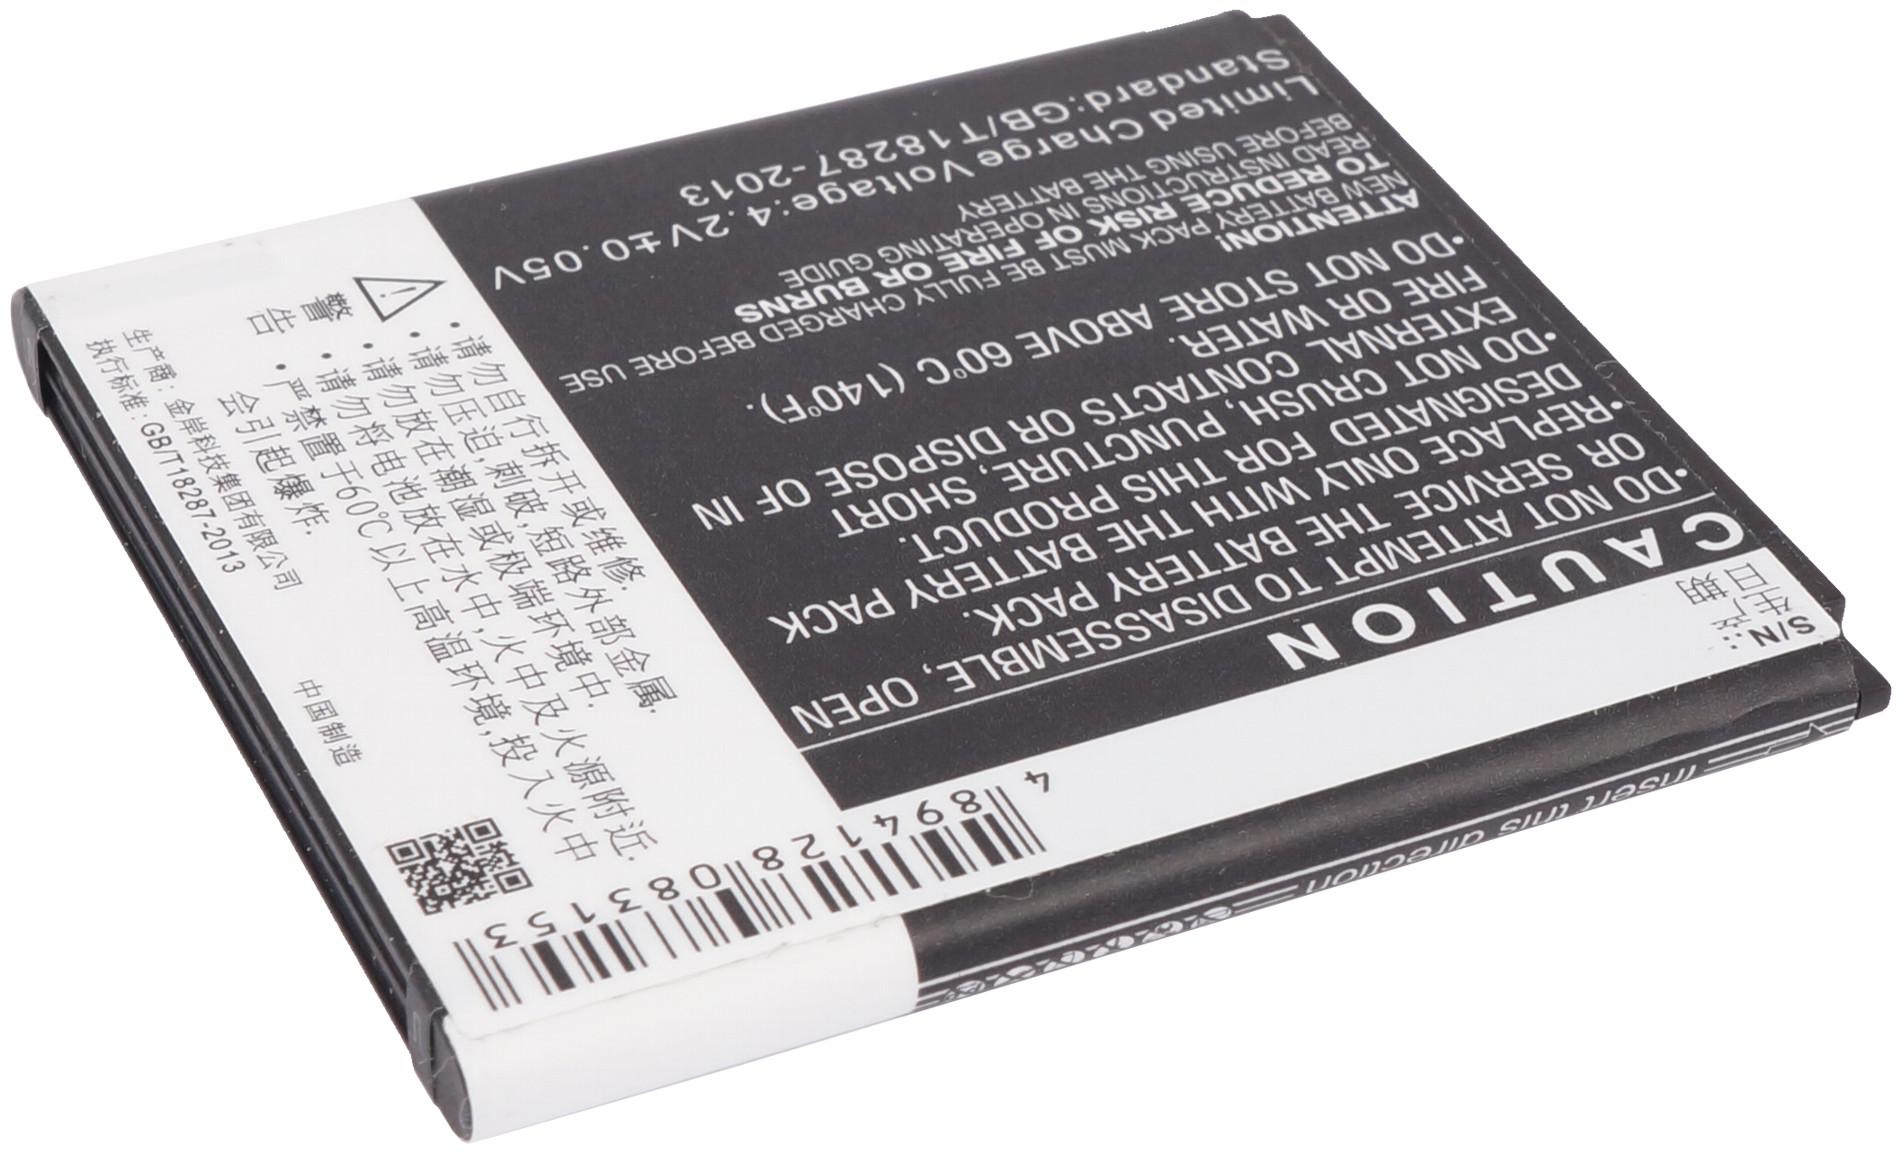 S/N:
生产
日期:
CAUTION
•DO NOT ATTEMPT TO DISASSEMBLE, OPEN
OR SERVICE THE BATTERY PACK.
•REPLACE ONLY WITH THE BATTERY PACK
DESIGNATED FOR THIS PRODUCT.
•DO NOT CRUSH, PUNCTURE, SHORT
EXTERNAL CONTACTS OR DISPOSE OF IN
FIRE OR WATER.
•DO NOT STORE ABOVE 60°C (140°F).
ATTENTION!
NEW BATTERY PACK MUST BE FULLY CHARGED BEFORE USE
TO REDUCE RISK OF FIRE OR BURNS
READ INSTRUCTIONS IN OPERATING GUIDE
BEFORE USING THE BATTERY
Limited Charge Voltage:4.2V±0.05V
Standard:GB/T18287-2013
4 894128 083153
警
告
•请勿自行拆开或维修.
•请勿压迫,刺破,短路外部金属.
•请勿放在潮湿或极端环境中.
•请勿将电池放在水中,火中及火源附近.
•严禁置于60℃以上高温环境,投入火中
会引起爆炸.
生产商: 金岸科技集团有限公司
执行标准: GB/T18287-2013
中国制造
Insert this direction